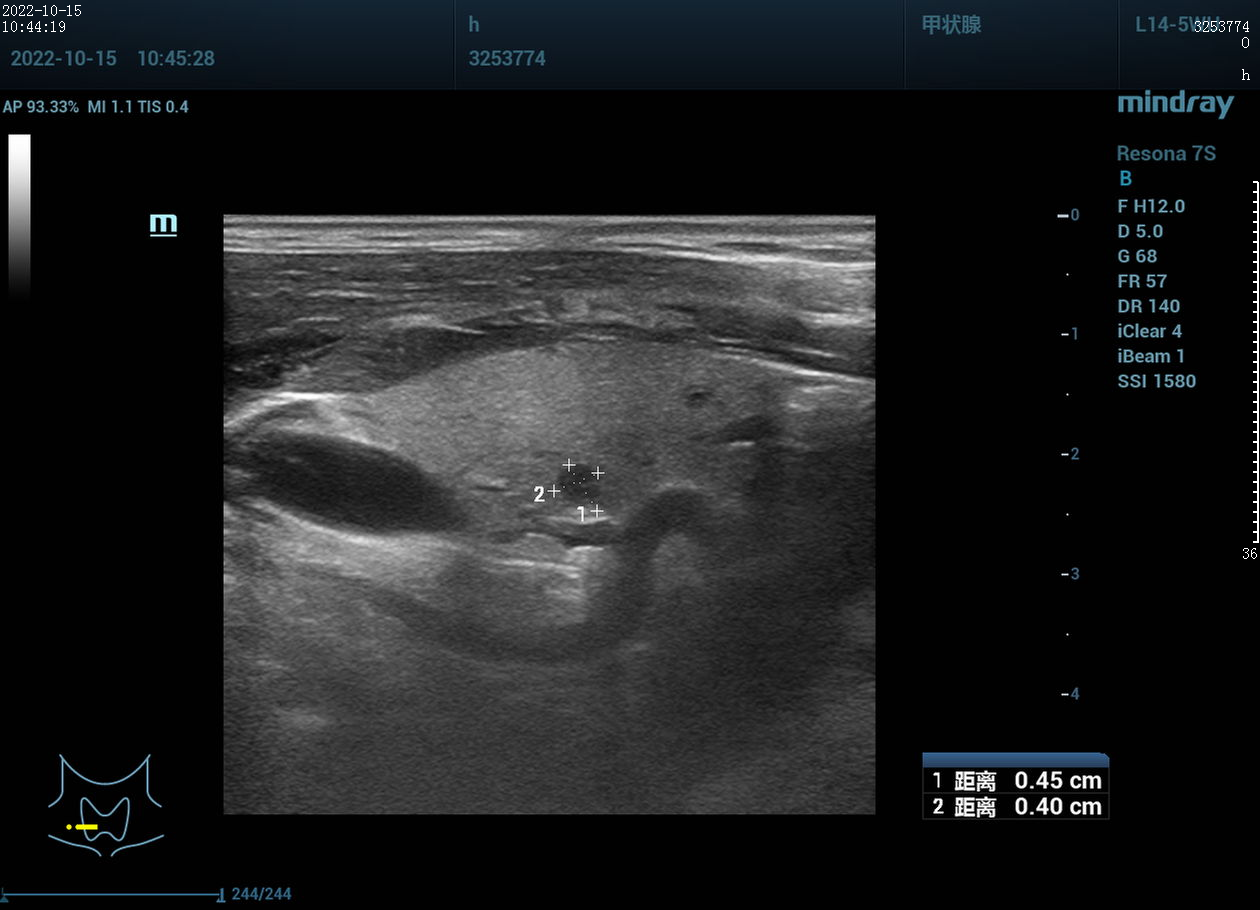 2022-10-15
10:44:19
h
甲状腺
3253774
0
2022-10-15 10:45:28
3253774
h
AP 93.33% MI 1.1 TIS 0.4
mindray
m
Resona 7S
B
F H12.0
D 5.0
G 68
FR 57
DR 140
iClear 4
iBeam 1
SSI 1580
0
1
2
3
4
2
1
36
1 距离 0.45 cm
2 距离 0.40 cm
244/244